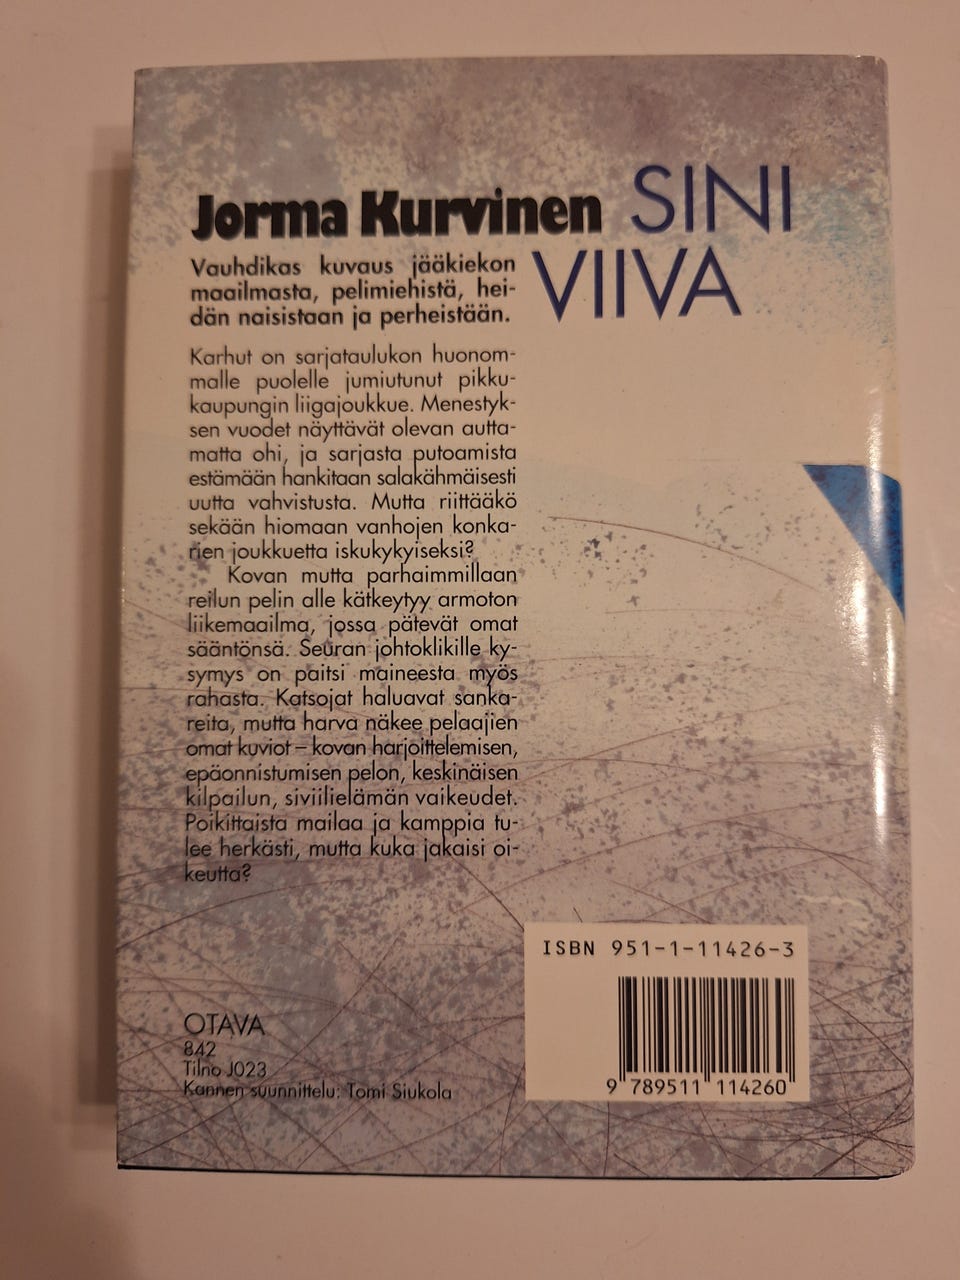 Jorma Kurvinen SINI
VIIVA
Vauhdikas kuvaus jääkiekon
maailmasta, pelimiehistä, hei-
dän naisistaan ja perheistään.
Karhut on sarjataulukon huonom-
malle puolelle jumiutunut pikku-
kaupungin liigajoukkue. Menestyk-
sen vuodet näyttävät olevan autta-
matta ohi, ja sarjasta putoamista
estämään hankitaan salakähmäisesti
uutta vahvistusta. Mutta riittääkö
sekään hiomaan vanhojen konka-
rien joukkuetta iskukykyiseksi?
Kovan mutta parhaimmillaan
reilun pelin alle kätkeytyy armoton
liikemaailma, jossa pätevät omat
sääntönsä. Seuran johtoklikille ky-
symys on paitsi maineesta myös
rahasta. Katsojat haluavat sanka-
reita, mutta harva näkee pelaajien
omat kuviot – kovan harjoittelemisen,
epäonnistumisen pelon, keskinäisen
kilpailun, siviilielämän vaikeudet.
Poikittaista mailaa ja kamppia tu-
lee herkästi, mutta kuka jakaisi oi-
keutta?
ISBN 951-1-11426-3
9 789511 114260
OTAVA
842
Tilno J023
Kannen suunnittelu: Tomi Siukola